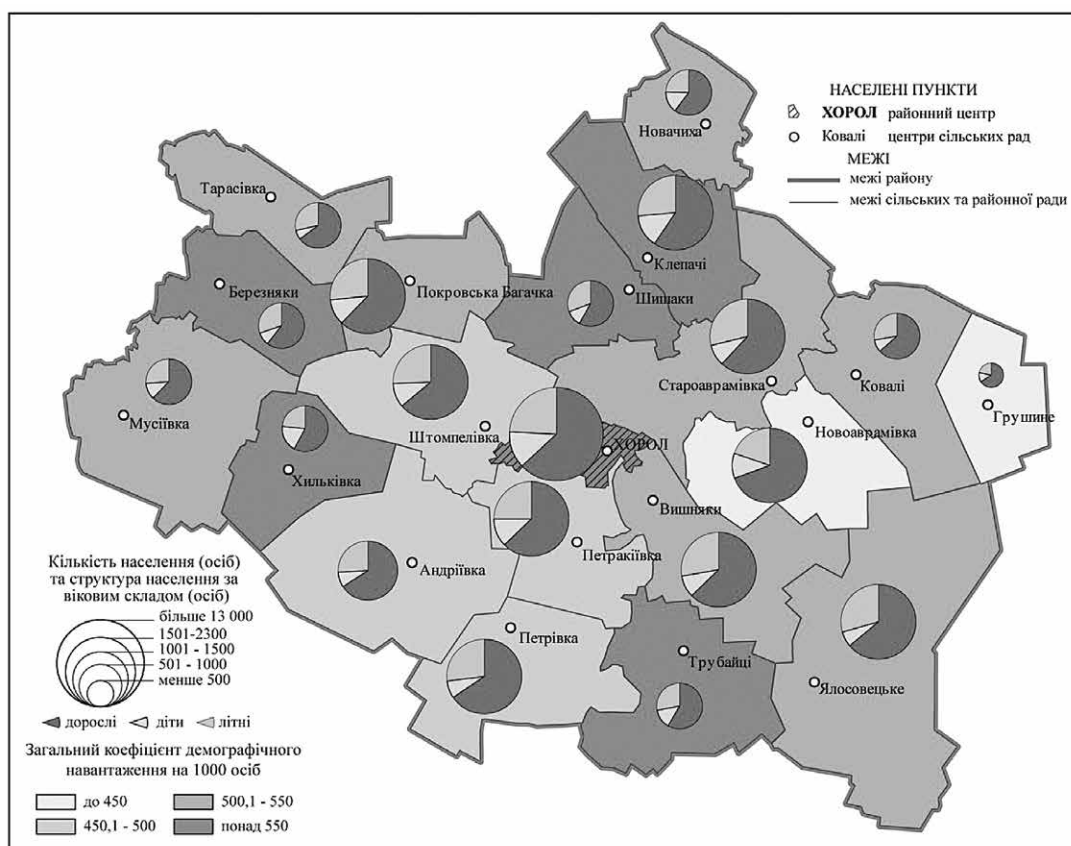 НАСЕЛЕНІ ПУНКТИ
ХОРОЛ районний центр
Ковалі центри сільських рад
МЕЖІ
межі району
межі сільських та районної ради
Новачиха
Тарасівка
Клепачі
Березняки
Покровська Багачка
Шишаки
Староаврамівка
Ковалі
Грушине
Мусіївка
Штомпелівка
ХОРОЛ
Новоаврамівка
Хильківка
Вишняки
Андріївка
Петракіївка
Петрівка
Трубайці
Ялосовецьке
Кількість населення (осіб)
та структура населення за
віковим складом (осіб)
більше 13 000
1501-2300
1001 - 1500
501 - 1000
менше 500
дорослі діти літні
Загальний коефіцієнт демографічного
навантаження на 1000 осіб
до 450 500,1 - 550
450,1 - 500 понад 550